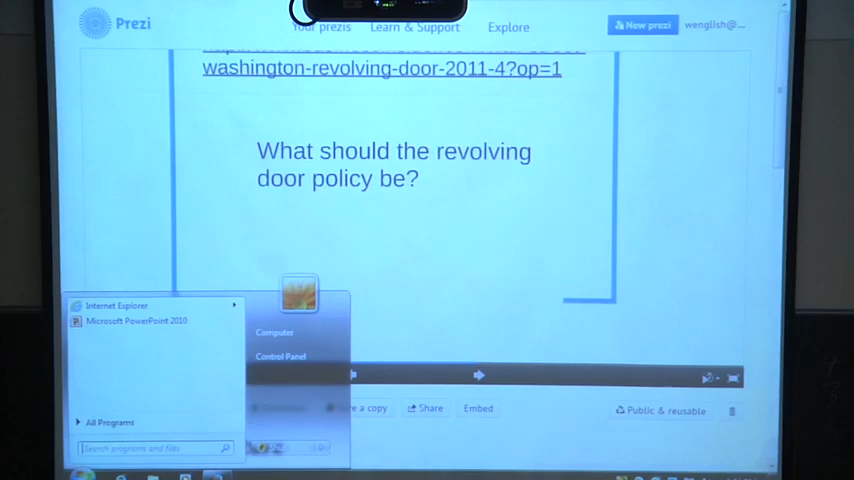 Prezi
Your prezis Learn & Support Explore
New prezi wenglish@...
washington-revolving-door-2011-4?op=1
What should the revolving
door policy be?
Internet Explorer
Microsoft PowerPoint 2010
Computer
Control Panel
All Programs
Search programs and files
a copy
Share
Embed
Public & reusable